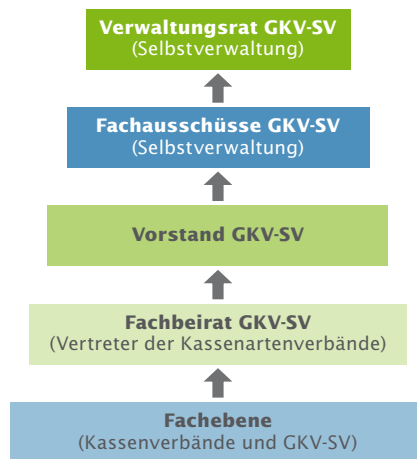 Verwaltungsrat GKV-SV
(Selbstverwaltung)
Fachausschüsse GKV-SV
(Selbstverwaltung)
Vorstand GKV-SV
Fachbeirat GKV-SV
(Vertreter der Kassenartenverbände)
Fachebene
(Kassenverbände und GKV-SV)